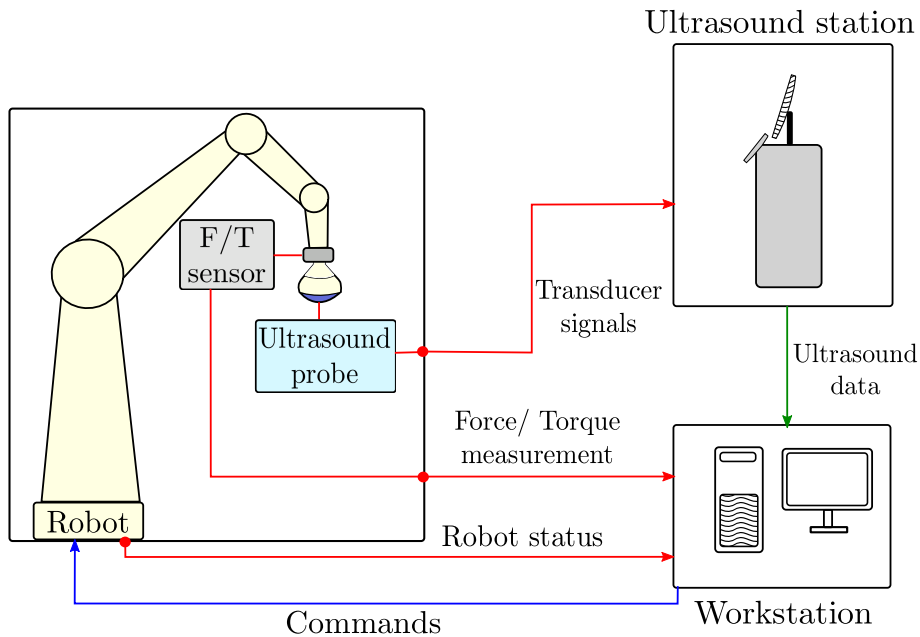 Ultrasound station
F/T
sensor
Transducer
signals
Ultrasound
probe
Ultrasound
data
Force/ Torque
measurement
Robot
Robot status
Workstation
Commands